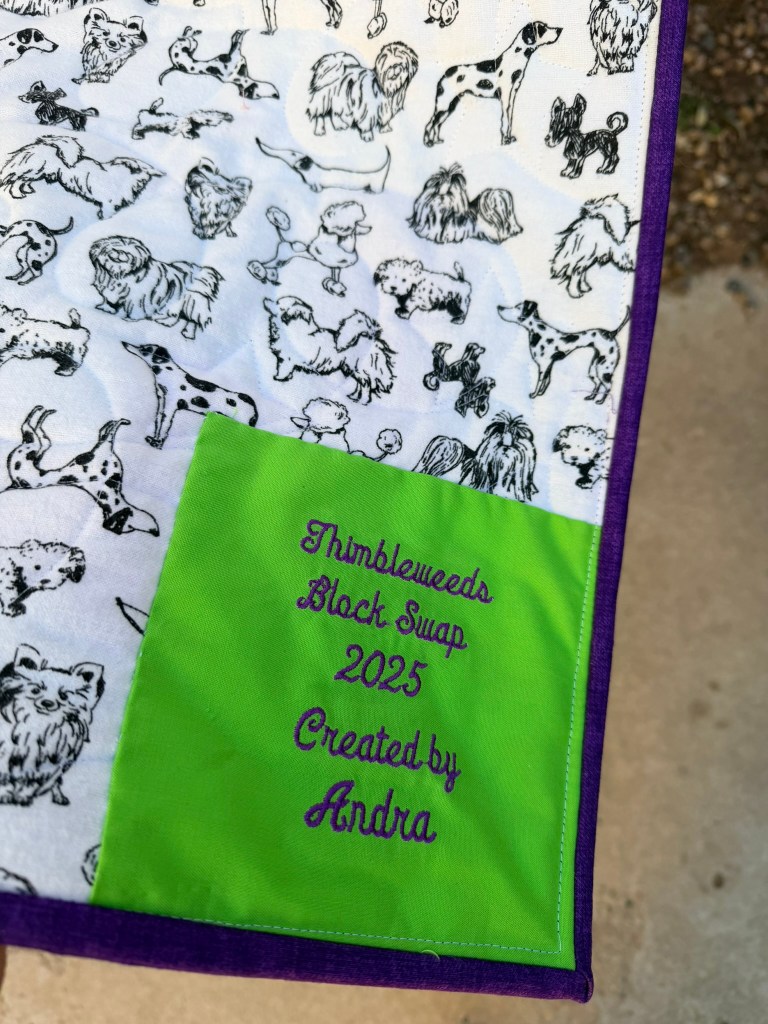 Thimbleweeds
Block Swap
2025
Created by
Andra